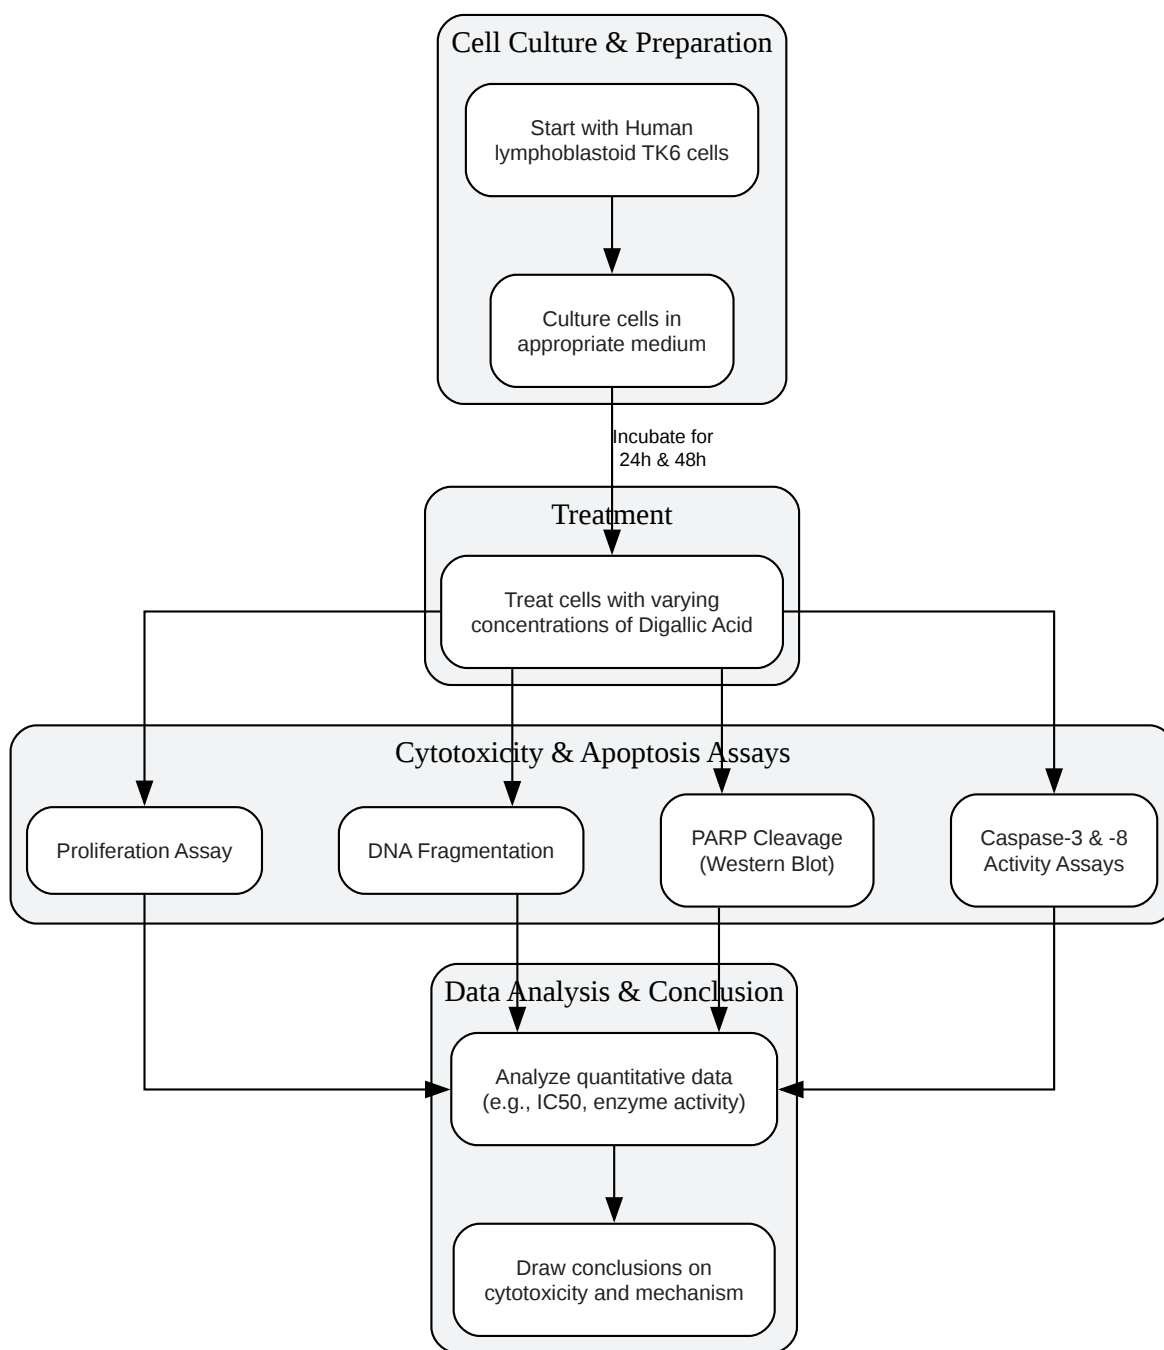 Cell Culture & Preparation
Start with Human
lymphoblastoid TK6 cells
Culture cells in
appropriate medium
Incubate for
24h & 48h
Treatment
Treat cells with varying
concentrations of Digallic Acid
Cytotoxicity & Apoptosis Assays
Proliferation Assay
DNA Fragmentation
PARP Cleavage
(Western Blot)
Caspase-3 & -8
Activity Assays
Data Analysis & Conclusion
Analyze quantitative data
(e.g., IC50, enzyme activity)
Draw conclusions on
cytotoxicity and mechanism